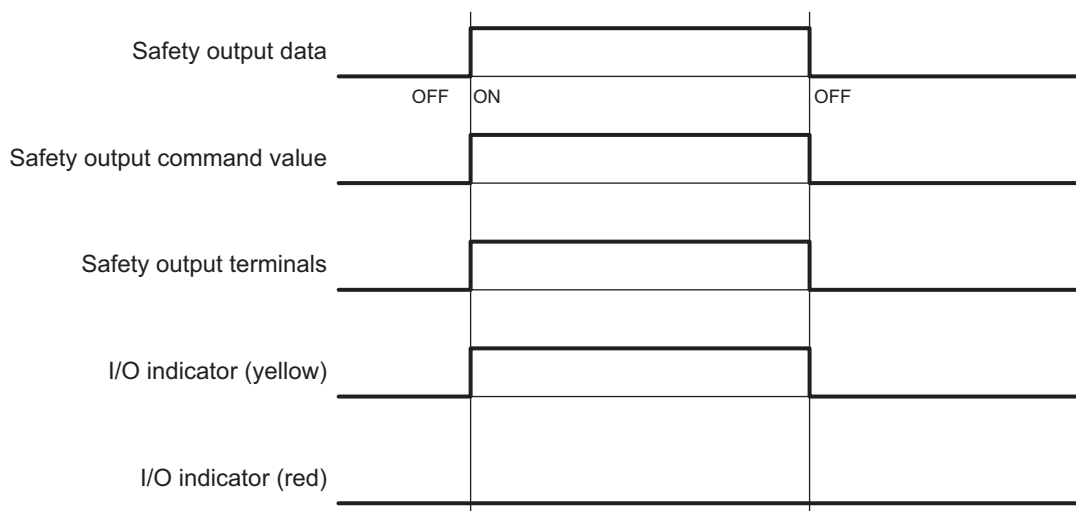 Safety output data
OFF ON OFF
Safety output command value
Safety output terminals
I/O indicator (yellow)
I/O indicator (red)